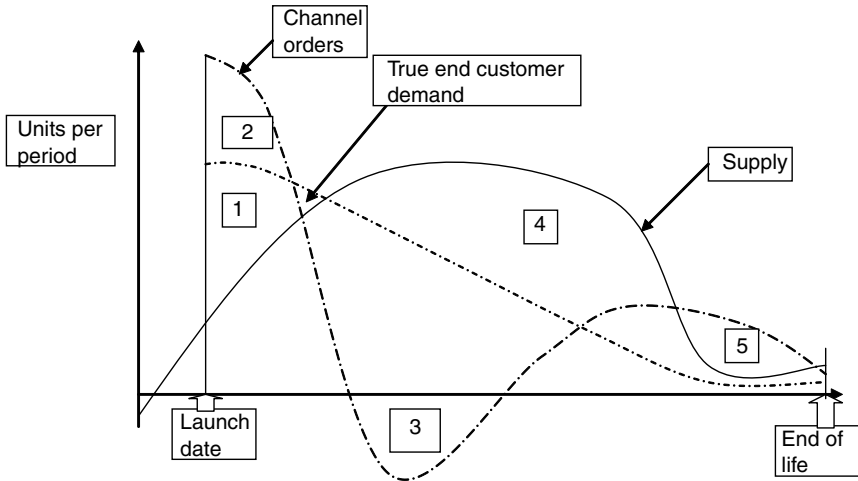 Channel
orders
True end customer
demand
Units per
period
2
Supply
1
4
5
3
Launch
date
End of
life